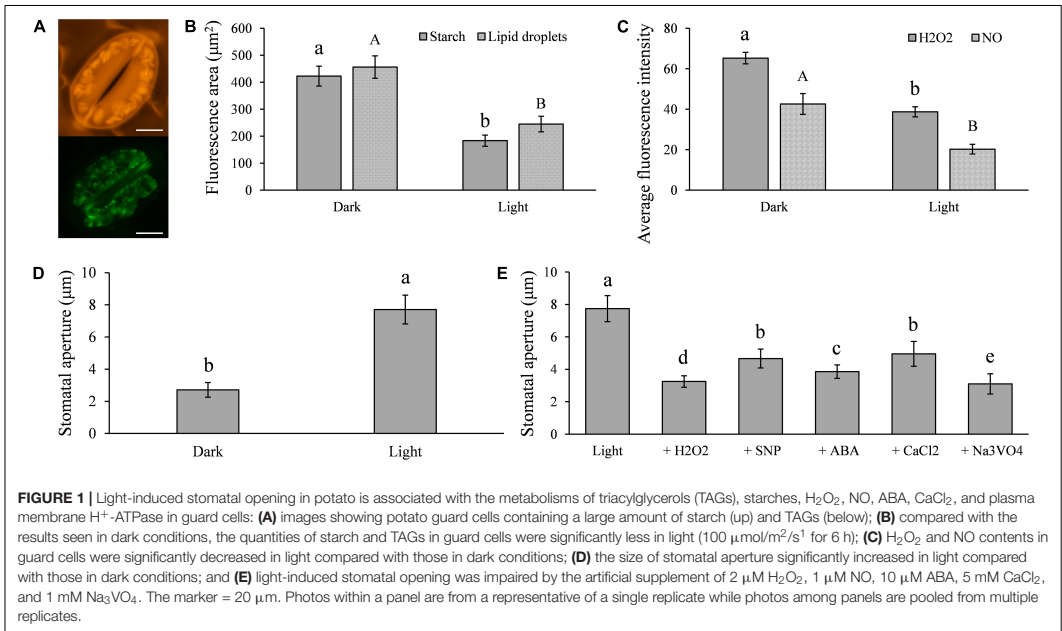 A
B
Fluorescence area (µm²)
600
500
400
300
200
100
0
a
A
b
B
Starch
Lipid droplets
Dark
Light
C
Average fluorescence intensity
80
60
40
20
0
a
A
b
B
H2O2
NO
Dark
Light
D
Stomatal aperture (µm)
10
8
6
4
2
0
b
a
Dark
Light
E
Stomatal aperture (µm)
10
8
6
4
2
0
a
d
b
c
b
e
Light
+ H2O2
+ SNP
+ ABA
+ CaCl2
+ Na3VO4
FIGURE 1 | Light-induced stomatal opening in potato is associated with the metabolisms of triacylglycerols (TAGs), starches, H₂O₂, NO, ABA, CaCl₂, and plasma
membrane H⁺-ATPase in guard cells: (A) images showing potato guard cells containing a large amount of starch (up) and TAGs (below); (B) compared with the
results seen in dark conditions, the quantities of starch and TAGs in guard cells were significantly less in light (100 µmol/m²/s¹ for 6 h); (C) H₂O₂ and NO contents in
guard cells were significantly decreased in light compared with those in dark conditions; (D) the size of stomatal aperture significantly increased in light compared
with those in dark conditions; and (E) light-induced stomatal opening was impaired by the artificial supplement of 2 µM H₂O₂, 1 µM NO, 10 µM ABA, 5 mM CaCl₂,
and 1 mM Na₃VO₄. The marker = 20 µm. Photos within a panel are from a representative of a single replicate while photos among panels are pooled from multiple
replicates.